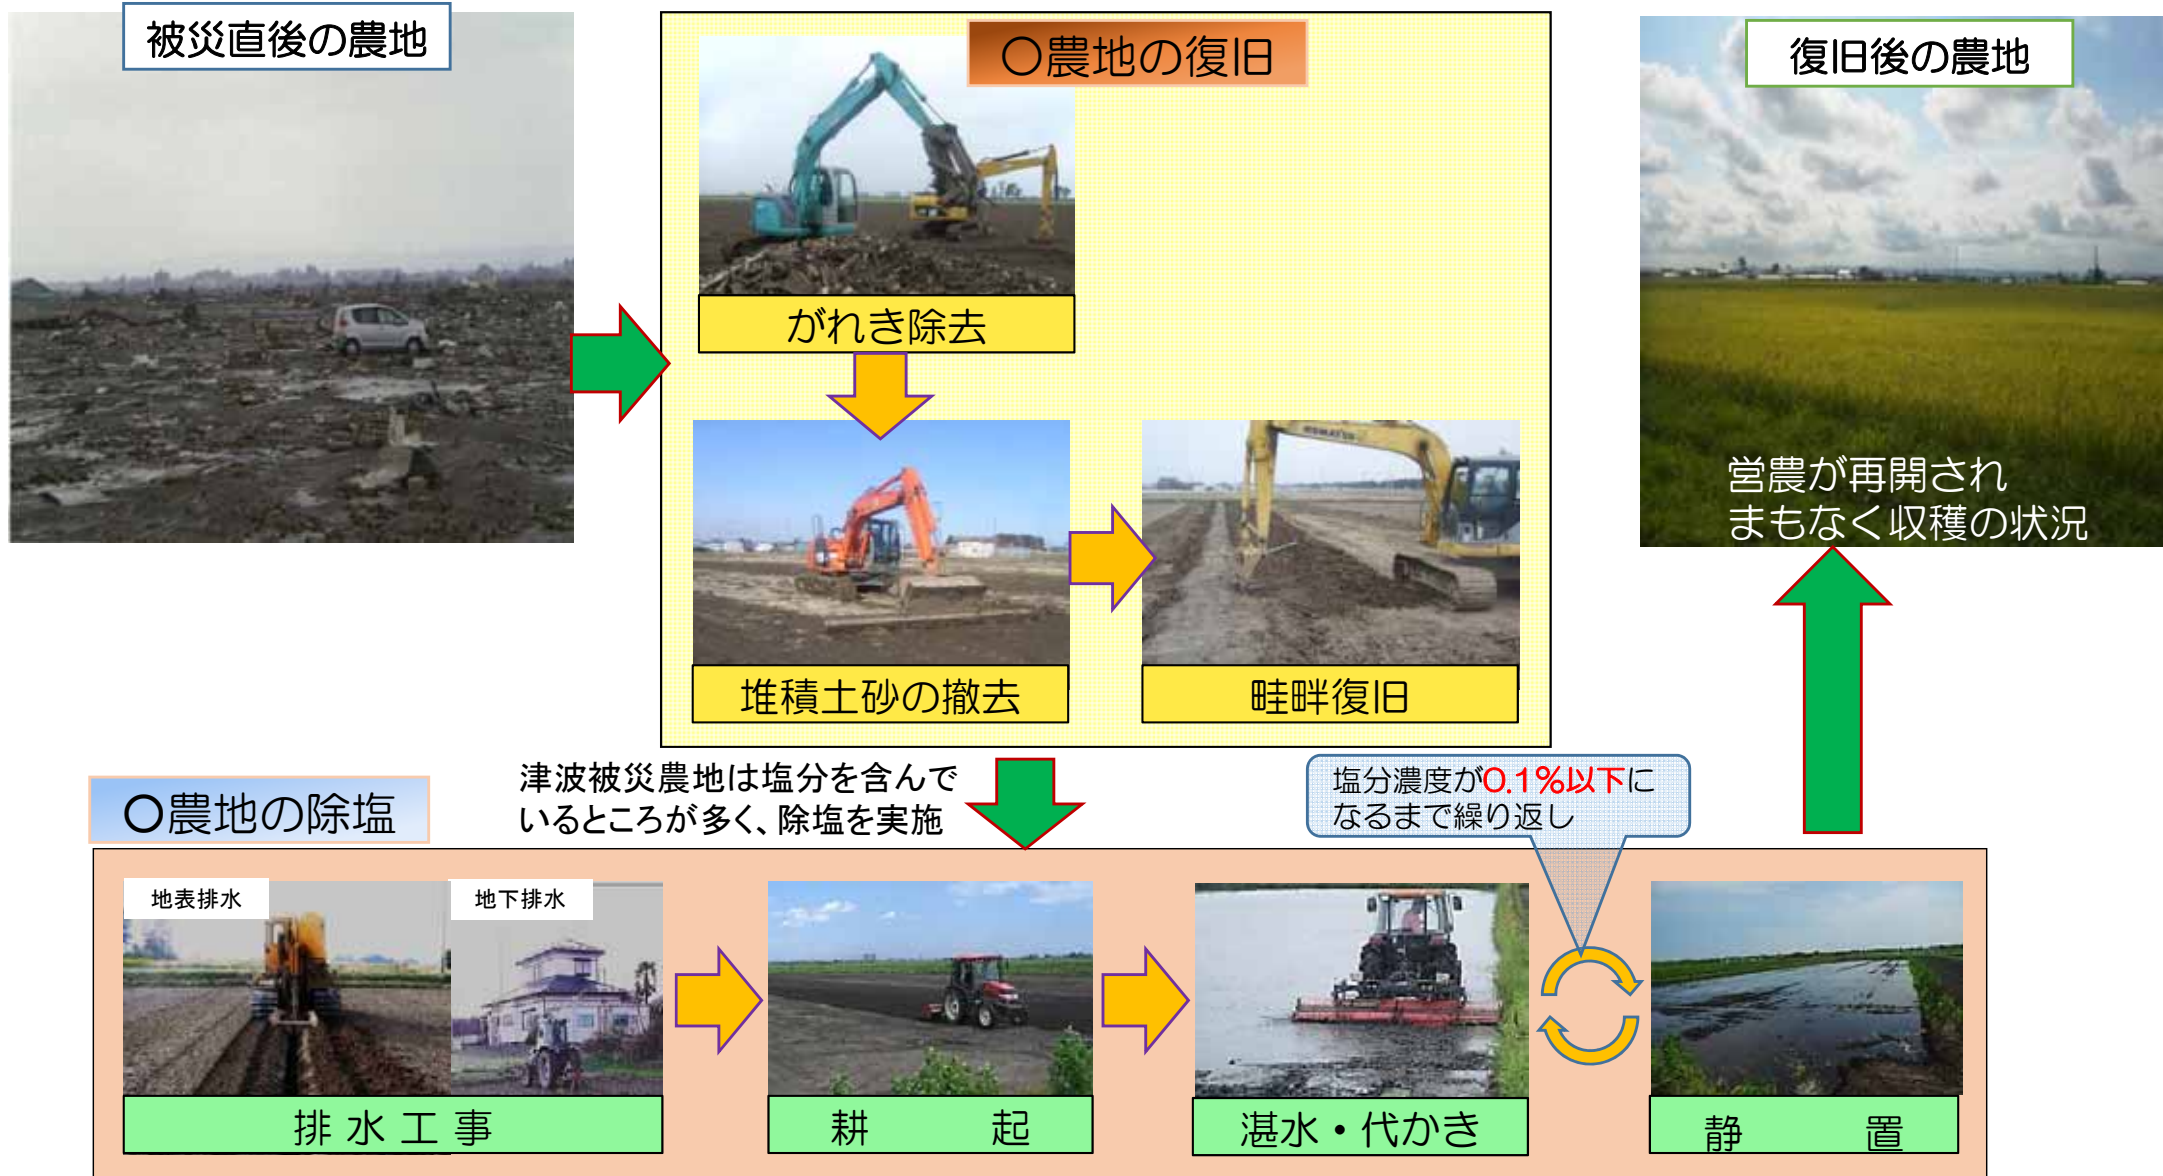 被災直後の農地
〇農地の復旧
がれき除去
堆積土砂の撤去
KOMATSU
畦畔復旧
復旧後の農地
営農が再開され
まもなく収穫の状況
津波被災農地は塩分を含んで
いるところが多く、除塩を実施
〇農地の除塩
塩分濃度が0.1%以下に
なるまで繰り返し
地表排水
地下排水
排水工事
耕起
湛水・代かき
静置